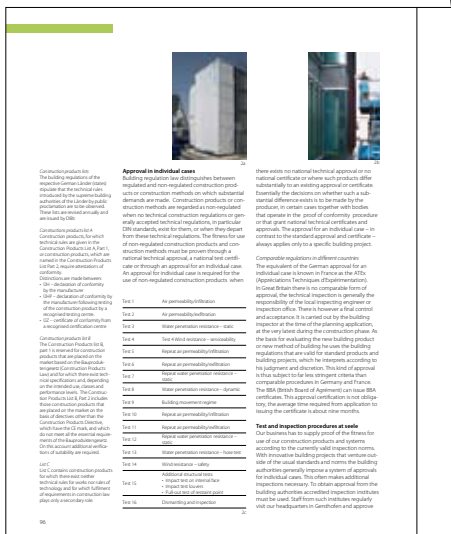 2a
2b
Construction products lists
The building regulations of the
respective German Länder (states)
stipulate that the technical rules
introduced by the supreme building
authorities of the Länder by public
proclamation are to be observed.
These lists are revised annually and
are issued by DIBt.
Construction products list A
Construction products, for which
technical rules are given in the
Construction Products List A, Part 1,
or construction products, which are
named in the Construction Products
List Part 2, require attestations of
conformity.
Distinctions are made between:
• ÜH – declaration of conformity
by the manufacturer
• ÜHP – declaration of conformity by
the manufacturer following testing
of the construction product by a
recognised testing centre
• ÜZ – certificate of conformity from
a recognised certification centre
Construction products list B
The Construction Products list B,
part 1 is reserved for construction
products that are placed on the
market based on the Bauproduk-
tengesetz (Construction Products
Law) and for which there exist tech-
nical specifications and, depending
on the intended use, classes and
performance levels. The Construc-
tion Products List B, Part 2 includes
those construction products that
are placed on the market on the
basis of directives other than the
Construction Products Directive,
which have the CE-mark, and which
do not meet all the essential require-
ments of the Bauproduktengesetz.
On this account additional verifica-
tions of suitability are required.
List C
List C contains construction products
for which there exist neither
technical rules for works nor rules of
technology and for which fulfillment
of requirements in construction law
plays only a secondary role.
96
Approval in individual cases
Building regulation law distinguishes between
regulated and non-regulated construction prod-
ucts or construction methods on which substantial
demands are made. Construction products or con-
struction methods are regarded as non-regulated
when no technical construction regulations or gen-
erally accepted technical regulations, in particular
DIN standards, exist for them, or when they depart
from these technical regulations. The fitness for use
of non-regulated construction products and con-
struction methods must be proven through a
national technical approval, a national test certifi-
cate or through an approval for an individual case.
An approval for an individual case is required for the
use of non-regulated construction products when
Test 1 Air permeability/infiltration
Test 2 Air permeability/exfiltration
Test 3 Water penetration resistance – static
Test 4 Test 4 Wind resistance – serviceability
Test 5 Repeat air permeability/infiltration
Test 6 Repeat air permeability/exfiltration
Test 7 Repeat water penetration resistance –
static
Test 8 Water penetration resistance – dynamic
Test 9 Building movement regime
Test 10 Repeat air permeability/infiltration
Test 11 Repeat air permeability/exfiltration
Test 12 Repeat water penetration resistance –
static
Test 13 Water penetration resistance – hose test
Test 14 Wind resistance – safety
Test 15 Additional structural tests:
• Impact test on internal face
• Impact test louvers
• Pull-out test of restraint point
Test 16 Dismantling and inspection
2c
there exists no national technical approval or no
national certificate or where such products differ
substantially to an existing approval or certificate.
Essentially the decisions on whether such a sub-
stantial difference exists is to be made by the
producer, in certain cases together with bodies
that operate in the proof of conformity procedure
or that grant national technical certificates and
approvals. The approval for an individual case – in
contrast to the standard approval and certificate –
always applies only to a specific building project.
Comparable regulations in different countries
The equivalent of the German approval for an
individual case is known in France as the ATEx
(Appréciations Techniques d'Expérimentation).
In Great Britain there is no comparable form of
approval, the technical inspection is generally the
responsibility of the local inspecting engineer or
inspection office. There is however a final control
and acceptance. It is carried out by the building
inspector at the time of the planning application,
at the very latest during the construction phase. As
the basis for evaluating the new building product
or new method of building he uses the building
regulations that are valid for standard products and
building projects, which he interprets according to
his judgment and discretion. This kind of approval
is thus subject to far less stringent criteria than
comparable procedures in Germany and France.
The BBA (British Board of Agrément) can issue BBA
certificates. This approval certification is not obliga-
tory, the average time required from application to
issuing the certificate is about nine months.
Test and inspection procedures at seele
Our business has to supply proof of the fitness for
use of our construction products and systems
according to the currently valid inspection norms.
With innovative building projects that venture out-
side of the usual standards and norms the building
authorities generally impose a system of approvals
for individual cases. This often makes additional
inspections necessary. To obtain approval from the
building authorities accredited inspection institutes
must be used. Staff from such institutes regularly
visit our headquarters in Gersthofen and approve